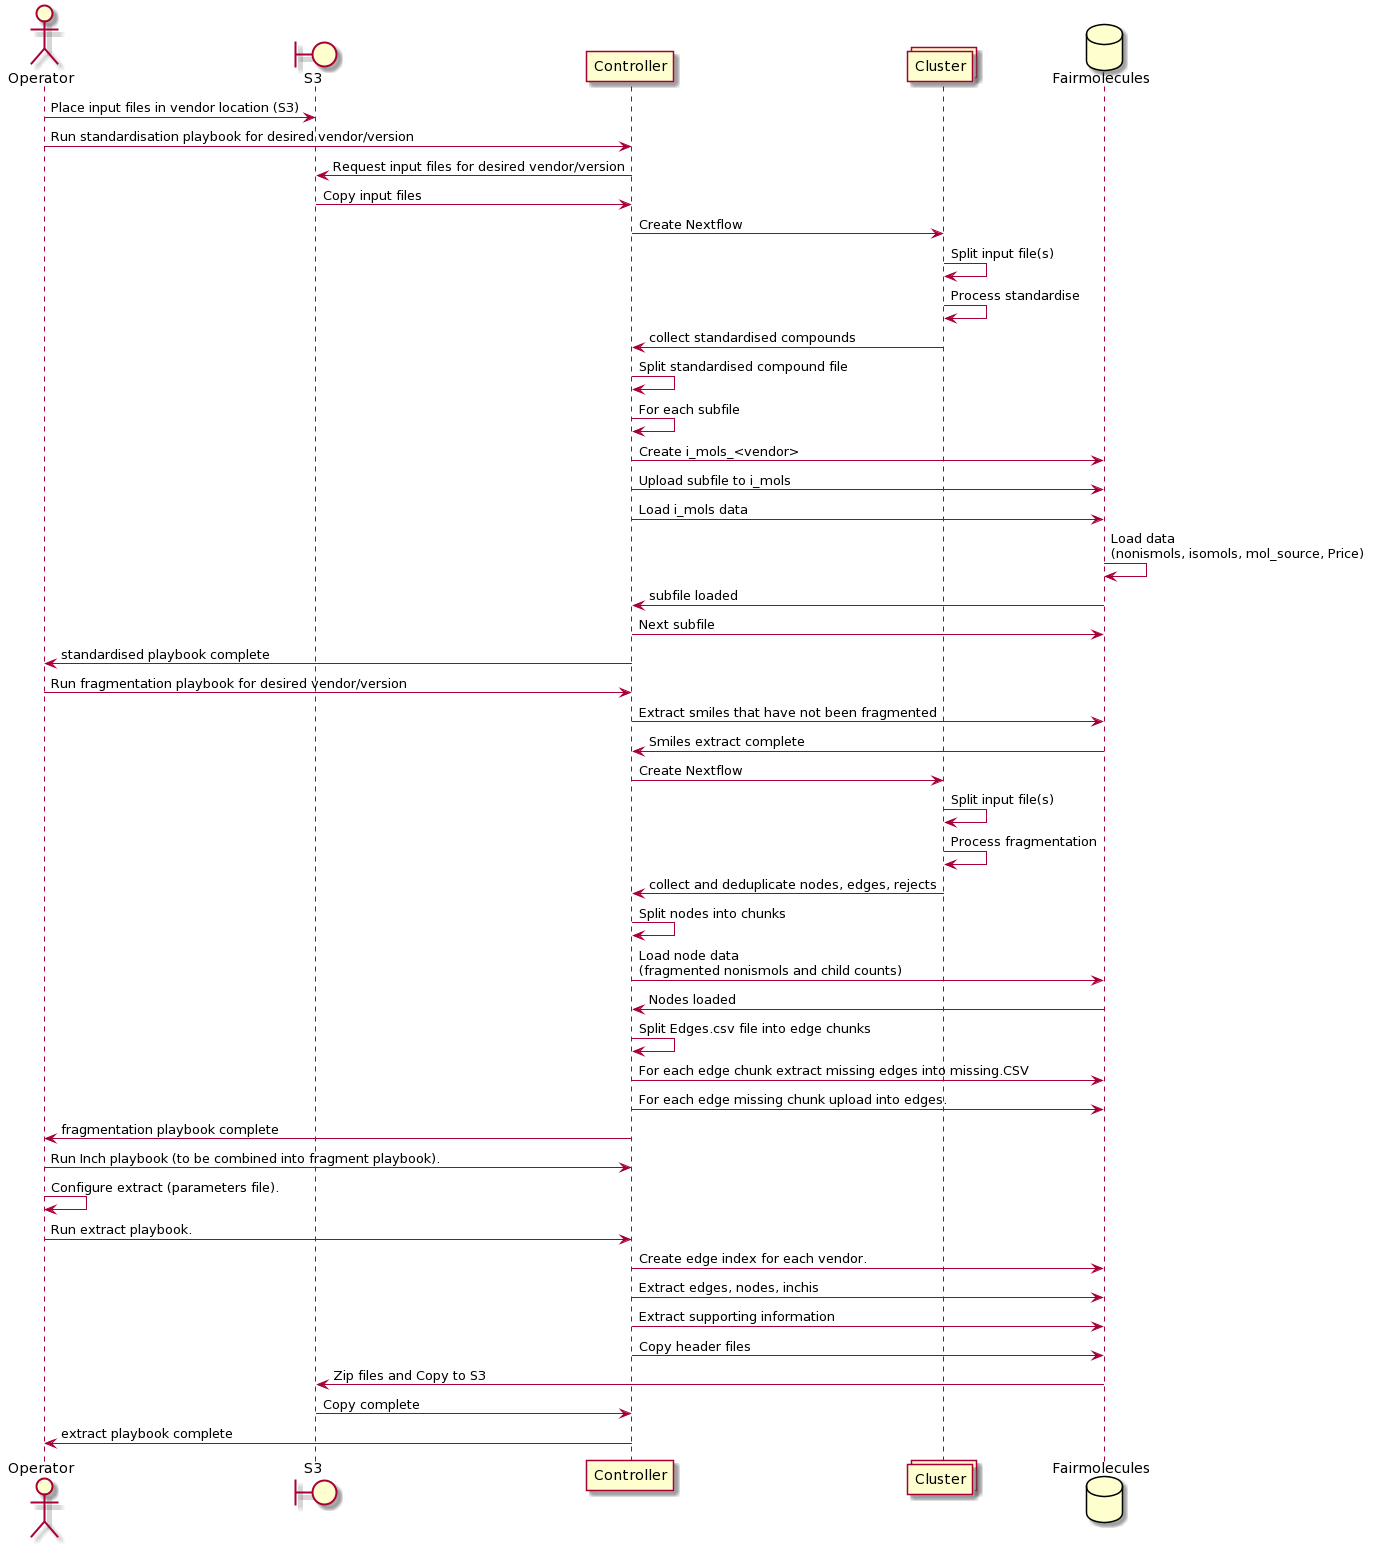 Operator
S3
Controller
Cluster
Fairmolecules
Place input files in vendor location (S3)
Run standardisation playbook for desired vendor/version
Request input files for desired vendor/version
Copy input files
Create Nextflow
Split input file(s)
Process standardise
collect standardised compounds
Split standardised compound file
For each subfile
Create i_mols_<vendor>
Upload subfile to i_mols
Load i_mols data
Load data
(nonismols, isomols, mol_source, Price)
subfile loaded
Next subfile
standardised playbook complete
Run fragmentation playbook for desired vendor/version
Extract smiles that have not been fragmented
Smiles extract complete
Create Nextflow
Split input file(s)
Process fragmentation
collect and deduplicate nodes, edges, rejects
Split nodes into chunks
Load node data
(fragmented nonismols and child counts)
Nodes loaded
Split Edges.csv file into edge chunks
For each edge chunk extract missing edges into missing.CSV
For each edge missing chunk upload into edges.
fragmentation playbook complete
Run Inch playbook (to be combined into fragment playbook).
Configure extract (parameters file).
Run extract playbook.
Create edge index for each vendor.
Extract edges, nodes, inchis
Extract supporting information
Copy header files
Zip files and Copy to S3
Copy complete
extract playbook complete
Operator
S3
Controller
Cluster
Fairmolecules